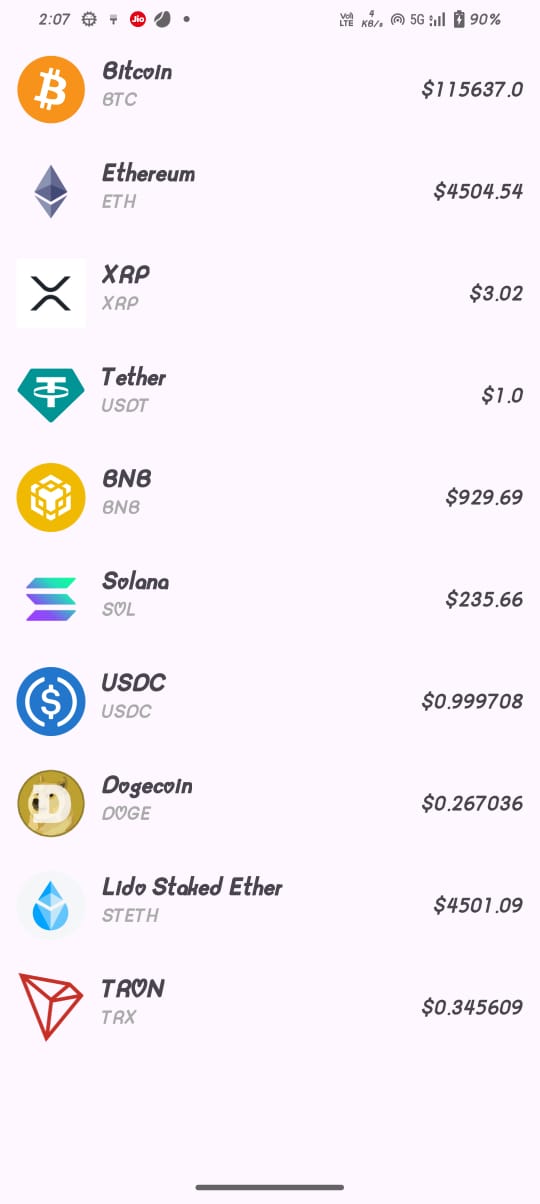 2:07 Jio Vo) LTE 4 KB/s 5G 90%
Bitcoin
BTC
$115637.0
Ethereum
ETH
$4504.54
XRP
XRP
$3.02
Tether
USDT
$1.0
BNB
BNB
$929.69
Solana
SOL
$235.66
USDC
USDC
$0.999708
Dogecoin
DOGE
$0.267036
Lido Staked Ether
STETH
$4501.09
TRON
TRX
$0.345609